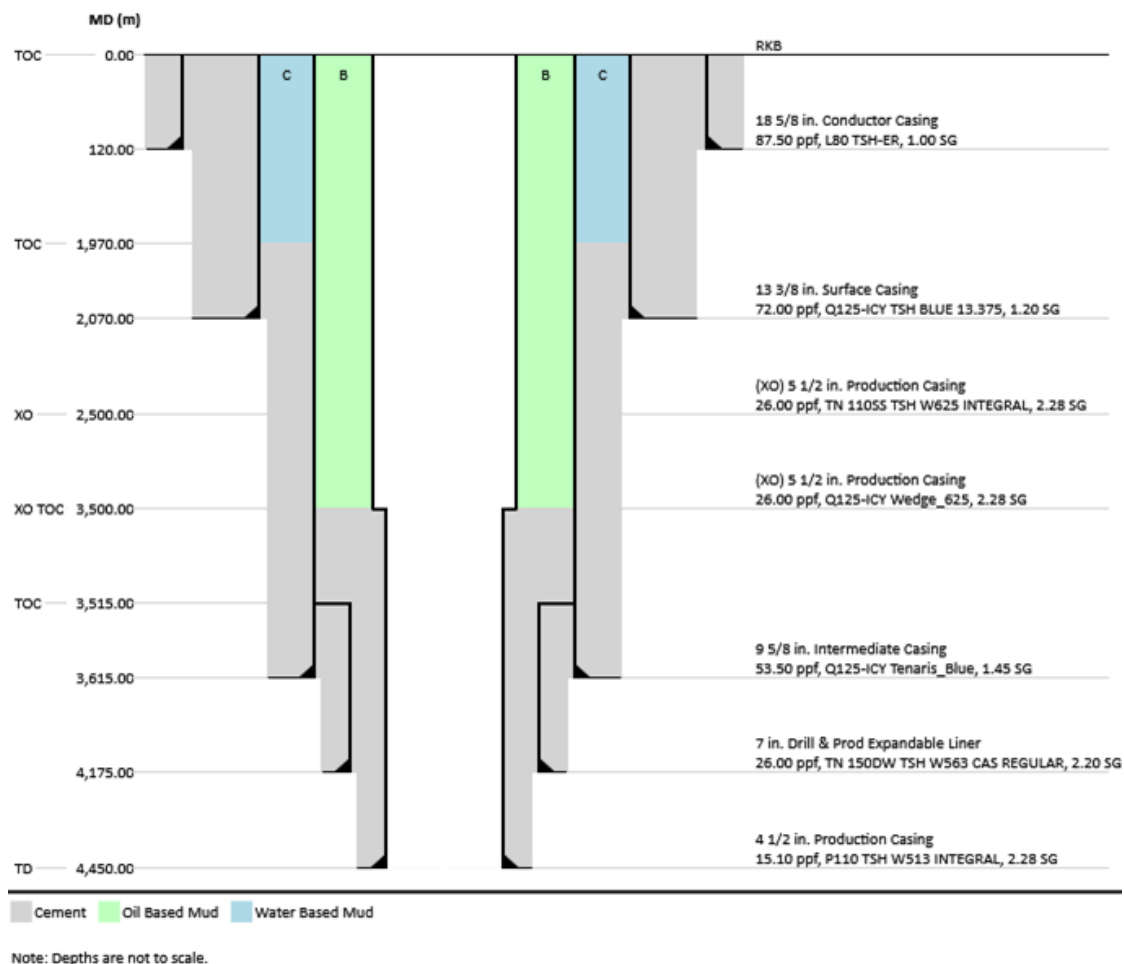 MD (m)
RKB
TOC 0.00
C B B C
18 5/8 in. Conductor Casing
87.50 ppf, L80 TSH-ER, 1.00 SG
120.00
TOC 1,970.00
13 3/8 in. Surface Casing
72.00 ppf, Q125-ICY TSH BLUE 13.375, 1.20 SG
2,070.00
(XO) 5 1/2 in. Production Casing
26.00 ppf, TN 110SS TSH W625 INTEGRAL, 2.28 SG
XO 2,500.00
(XO) 5 1/2 in. Production Casing
26.00 ppf, Q125-ICY Wedge_625, 2.28 SG
XO TOC 3,500.00
TOC 3,515.00
9 5/8 in. Intermediate Casing
53.50 ppf, Q125-ICY Tenaris_Blue, 1.45 SG
3,615.00
7 in. Drill & Prod Expandable Liner
26.00 ppf, TN 150DW TSH W563 CAS REGULAR, 2.20 SG
4,175.00
4 1/2 in. Production Casing
15.10 ppf, P110 TSH W513 INTEGRAL, 2.28 SG
TD 4,450.00
Cement Oil Based Mud Water Based Mud
Note: Depths are not to scale.